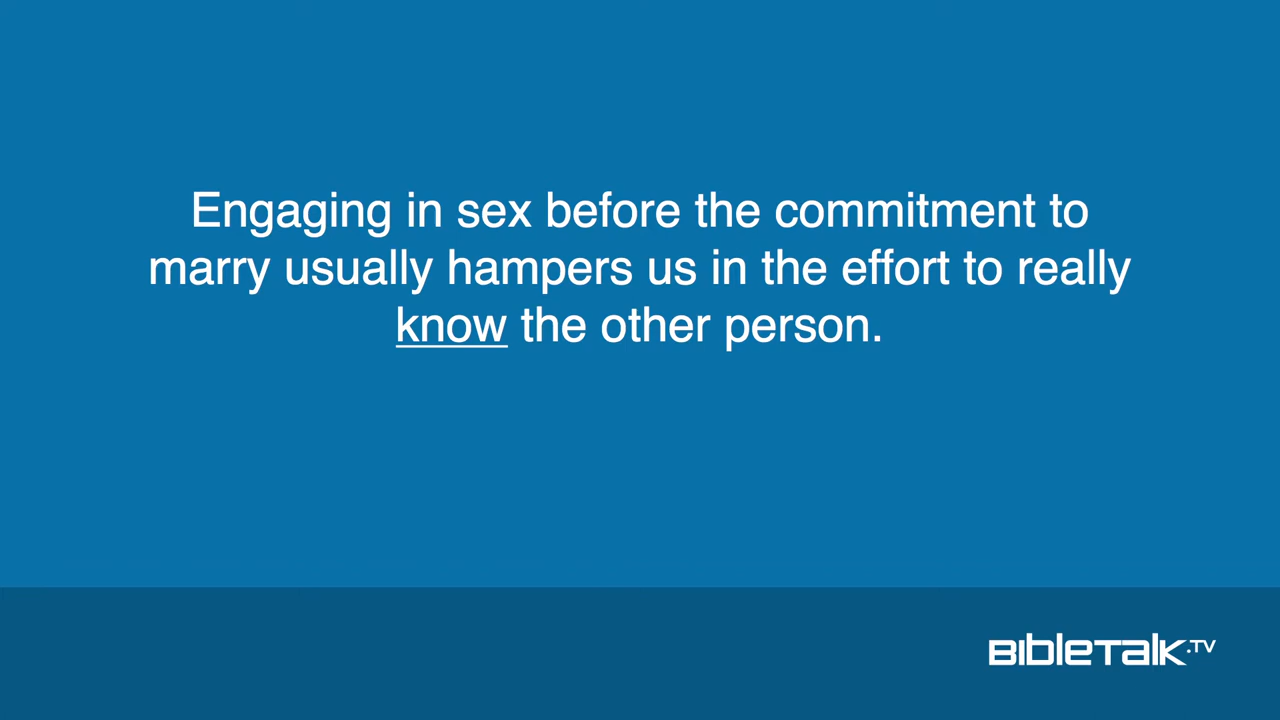 Engaging in sex before the commitment to
marry usually hampers us in the effort to really
know the other person.
BIBLETALK.TV